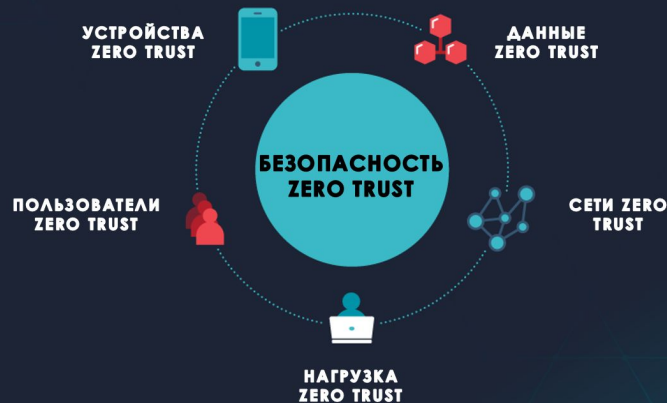 УСТРОЙСТВА
ZERO TRUST
ДАННЫЕ
ZERO TRUST
БЕЗОПАСНОСТЬ
ZERO TRUST
ПОЛЬЗОВАТЕЛИ
ZERO TRUST
СЕТИ ZERO
TRUST
НАГРУЗКА
ZERO TRUST